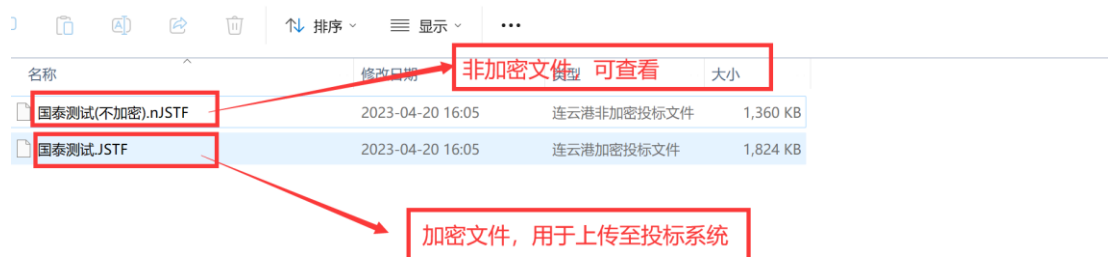 排序 显示 •••
非加密文件，可查看
名称 修改日期 类型 大小
国泰测试(不加密).nJSTF 2023-04-20 16:05 连云港非加密投标文件 1,360 KB
国泰测试.JSTF 2023-04-20 16:05 连云港加密投标文件 1,824 KB
加密文件，用于上传至投标系统